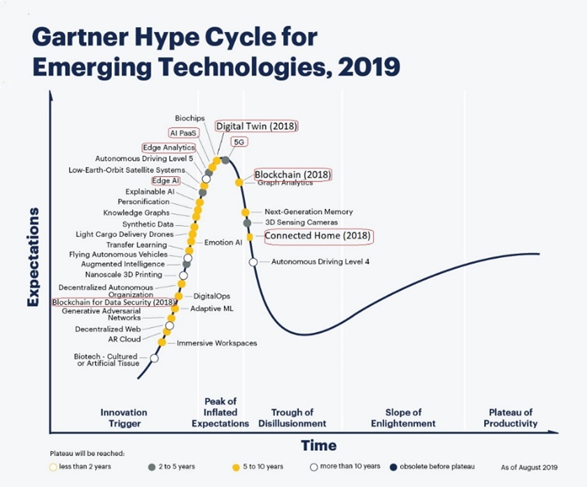 Gartner Hype Cycle for
Emerging Technologies, 2019
Expectations
Biochips
Digital Twin (2018)
AI PaaS
5G
Edge Analytics
Autonomous Driving Level 5
Low-Earth-Orbit Satellite Systems
Blockchain (2018)
Edge AI
Graph Analytics
Explainable AI
Personification
Knowledge Graphs
Next-Generation Memory
Synthetic Data
3D Sensing Cameras
Light Cargo Delivery Drones
Connected Home (2018)
Transfer Learning
Emotion AI
Flying Autonomous Vehicles
Augmented Intelligence
Autonomous Driving Level 4
Nanoscale 3D Printing
Decentralized Autonomous
Organization
DigitalOps
Blockchain for Data Security (2018)
Generative Adversarial
Networks
Adaptive ML
Decentralized Web
AR Cloud
Immersive Workspaces
Biotech - Cultured
or Artificial Tissue
Innovation
Trigger
Peak of
Inflated
Expectations
Trough of
Disillusionment
Slope of
Enlightenment
Plateau of
Productivity
Time
Plateau will be reached:
less than 2 years
2 to 5 years
5 to 10 years
more than 10 years
obsolete before plateau
As of August 2019